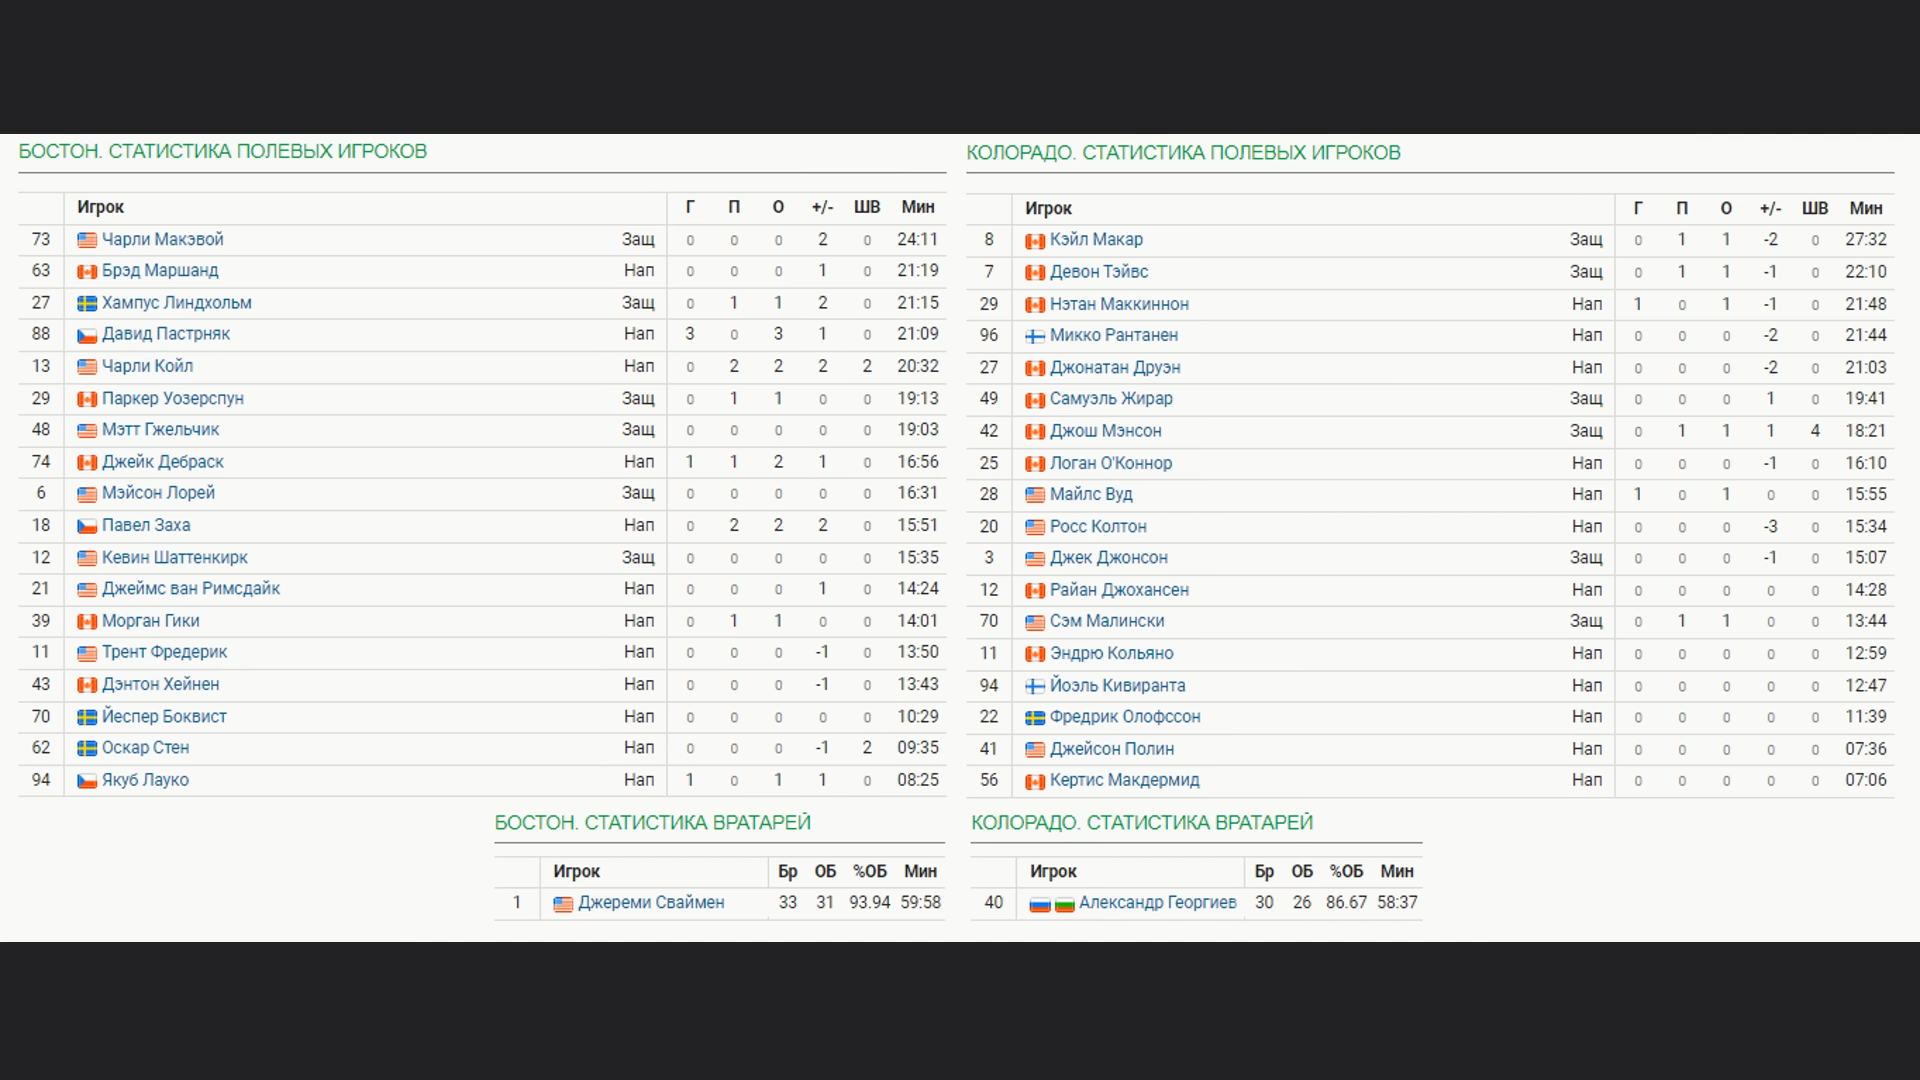 БОСТОН. СТАТИСТИКА ПОЛЕВЫХ ИГРОКОВ
Игрок Г П О +/- ШВ Мин
73 Чарли Макэвой Защ 0 0 0 2 0 24:11
63 Брэд Маршанд Нап 0 0 0 1 0 21:19
27 Хампус Линдхольм Защ 0 1 1 2 0 21:15
88 Давид Пастрняк Нап 3 0 3 1 0 21:09
13 Чарли Койл Нап 0 2 2 2 2 20:32
29 Паркер Уозерспун Защ 0 1 1 0 0 19:13
48 Мэтт Гжельчик Защ 0 0 0 0 0 19:03
74 Джейк Дебраск Нап 1 1 2 1 0 16:56
6 Мэйсон Лорей Защ 0 0 0 0 0 16:31
18 Павел Заха Нап 0 2 2 2 0 15:51
12 Кевин Шаттенкирк Защ 0 0 0 0 0 15:35
21 Джеймс ван Римсдайк Нап 0 0 0 1 0 14:24
39 Морган Гики Нап 0 1 1 0 0 14:01
11 Трент Фредерик Нап 0 0 0 -1 0 13:50
43 Дэнтон Хейнен Нап 0 0 0 -1 0 13:43
70 Йеспер Боквист Нап 0 0 0 0 0 10:29
62 Оскар Стен Нап 0 0 0 -1 2 09:35
94 Якуб Лауко Нап 1 0 1 1 0 08:25
КОЛОРАДО. СТАТИСТИКА ПОЛЕВЫХ ИГРОКОВ
Игрок Г П О +/- ШВ Мин
8 Кэйл Макар Защ 0 1 1 -2 0 27:32
7 Девон Тэйвс Защ 0 1 1 -1 0 22:10
29 Нэтан Маккиннон Нап 1 0 1 -1 0 21:48
96 Микко Рантанен Нап 0 0 0 -2 0 21:44
27 Джонатан Друэн Нап 0 0 0 -2 0 21:03
49 Самуэль Жирар Защ 0 0 0 1 0 19:41
42 Джош Мэнсон Защ 0 1 1 1 4 18:21
25 Логан О'Коннор Нап 0 0 0 -1 0 16:10
28 Майлс Вуд Нап 1 0 1 0 0 15:55
20 Росс Колтон Нап 0 0 0 -3 0 15:34
3 Джек Джонсон Защ 0 0 0 -1 0 15:07
12 Райан Джохансен Нап 0 0 0 0 0 14:28
70 Сэм Малински Защ 0 1 1 0 0 13:44
11 Эндрю Кольяно Нап 0 0 0 0 0 12:59
94 Йоэль Кивиранта Нап 0 0 0 0 0 12:47
22 Фредрик Олофссон Нап 0 0 0 0 0 11:39
41 Джейсон Полин Нап 0 0 0 0 0 07:36
56 Кертис Макдермид Нап 0 0 0 0 0 07:06
БОСТОН. СТАТИСТИКА ВРАТАРЕЙ
Игрок Бр ОБ %ОБ Мин
1 Джереми Сваймен 33 31 93.94 59:58
КОЛОРАДО. СТАТИСТИКА ВРАТАРЕЙ
Игрок Бр ОБ %ОБ Мин
40 Александр Георгиев 30 26 86.67 58:37